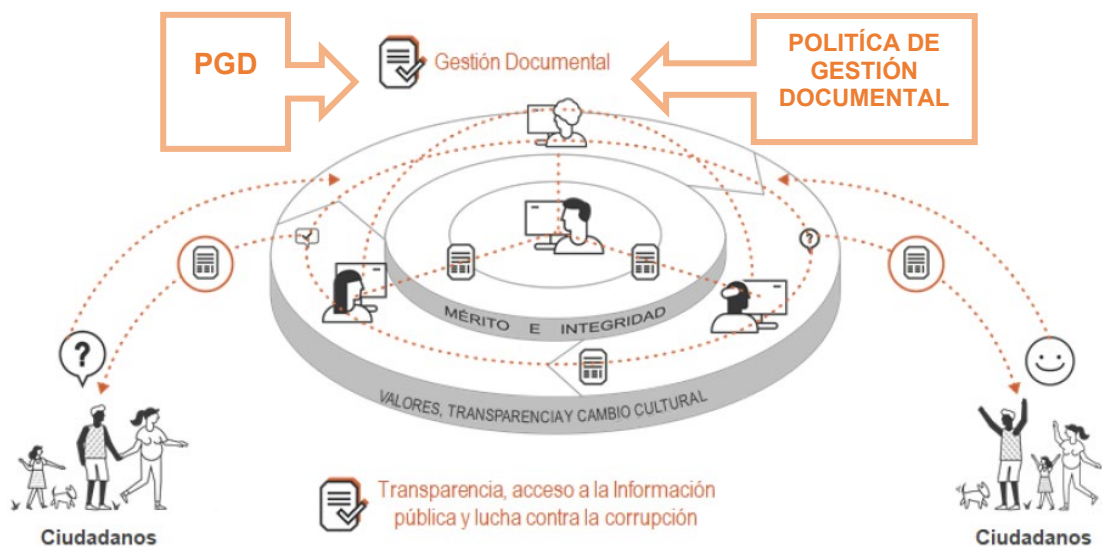 PGD
Gestión Documental
POLITÍCA DE
GESTIÓN
DOCUMENTAL
?
?
MÉRITO E INTEGRIDAD
VALORES, TRANSPARENCIA Y CAMBIO CULTURAL
Transparencia, acceso a la Información
pública y lucha contra la corrupción
Ciudadanos
Ciudadanos